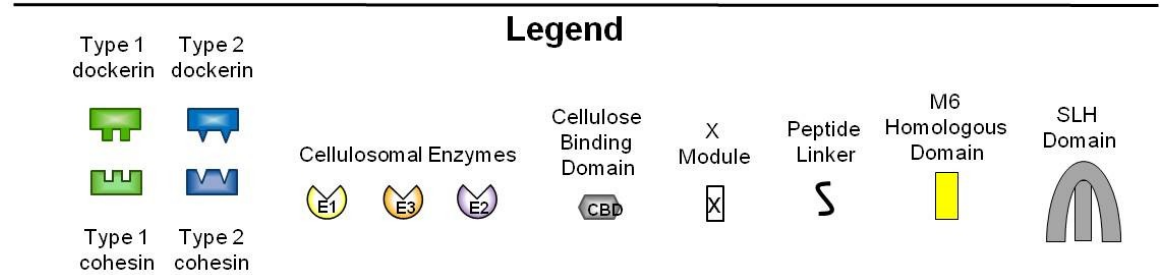 Legend
Type 1
dockerin
Type 2
dockerin
Type 1
cohesin
Type 2
cohesin
Cellulosomal Enzymes
E1
E3
E2
Cellulose
Binding
Domain
CBD
X
Module
X
Peptide
Linker
M6
Homologous
Domain
SLH
Domain